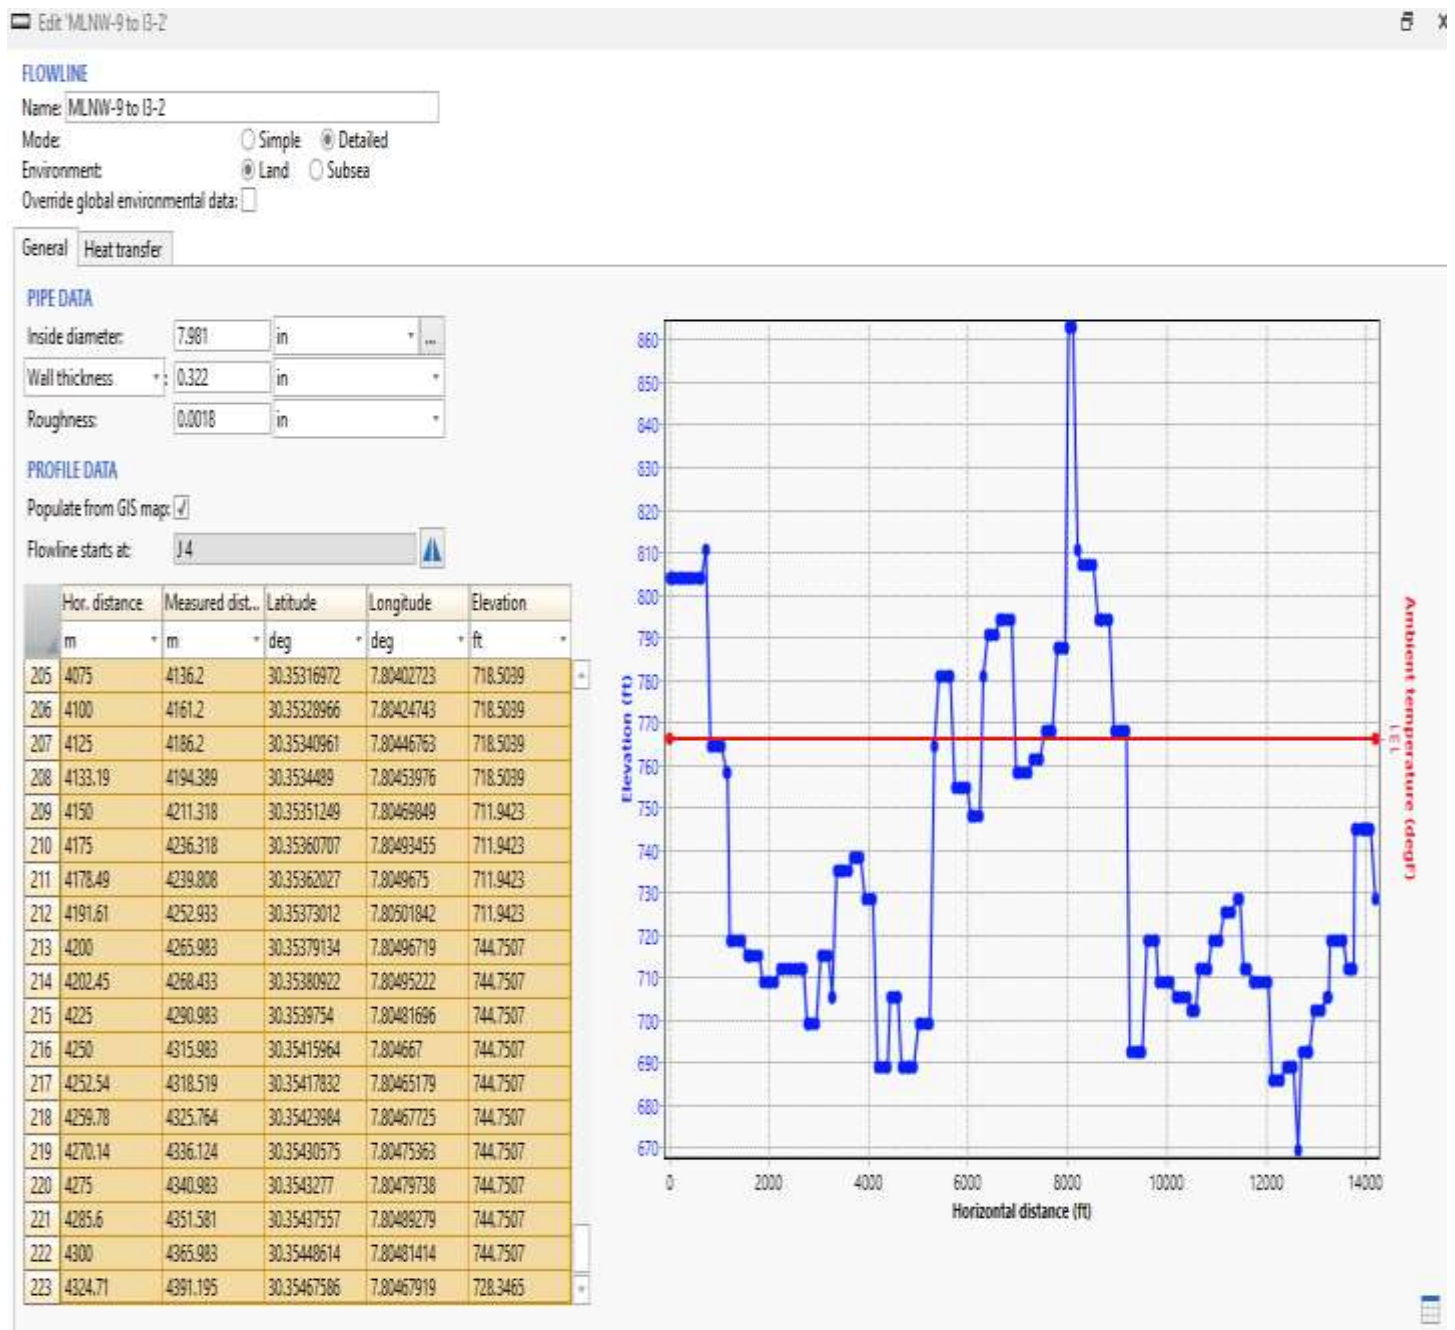 Edit 'MLNW-9 to I3-2'
FLOWLINE
Name: MLNW-9 to I3-2
Mode: Simple Detailed
Environment: Land Subsea
Override global environmental data:
General Heat transfer
PIPE DATA
Inside diameter: 7.981 in ...
Wall thickness : 0.322 in
Roughness: 0.0018 in
PROFILE DATA
Populate from GIS map:
Flowline starts at: J 4
Hor. distance Measured dist... Latitude Longitude Elevation
m m deg deg ft
205 4075 4136.2 30.35316972 7.80402723 718.5039
206 4100 4161.2 30.35328966 7.80424743 718.5039
207 4125 4186.2 30.35340961 7.80446763 718.5039
208 4133.19 4194.389 30.3534489 7.80453976 718.5039
209 4150 4211.318 30.35351249 7.80469849 711.9423
210 4175 4236.318 30.35360707 7.80493455 711.9423
211 4178.49 4239.808 30.35362027 7.8049675 711.9423
212 4191.61 4252.933 30.35373012 7.80501842 711.9423
213 4200 4265.983 30.35379134 7.80496719 744.7507
214 4202.45 4268.433 30.35380922 7.80495222 744.7507
215 4225 4290.983 30.3539754 7.80481696 744.7507
216 4250 4315.983 30.35415964 7.804667 744.7507
217 4252.54 4318.519 30.35417832 7.80465179 744.7507
218 4259.78 4325.764 30.35423984 7.80467725 744.7507
219 4270.14 4336.124 30.35430575 7.80475363 744.7507
220 4275 4340.983 30.3543277 7.80479738 744.7507
221 4285.6 4351.581 30.35437557 7.80489279 744.7507
222 4300 4365.983 30.35448614 7.80481414 744.7507
223 4324.71 4391.195 30.35467586 7.80467919 728.3465
Elevation (ft)
860
850
840
830
820
810
800
790
780
770
760
750
740
730
720
710
700
690
680
670
0 2000 4000 6000 8000 10000 12000 14000
Horizontal distance (ft)
Ambient temperature (degF)